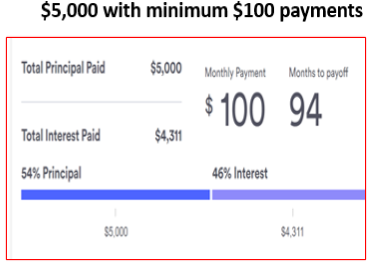 $5,000 with minimum $100 payments
Total Principal Paid $5,000
Monthly Payment Months to payoff
$ 100 94
Total Interest Paid $4,311
54% Principal 46% Interest
$5,000 $4,311